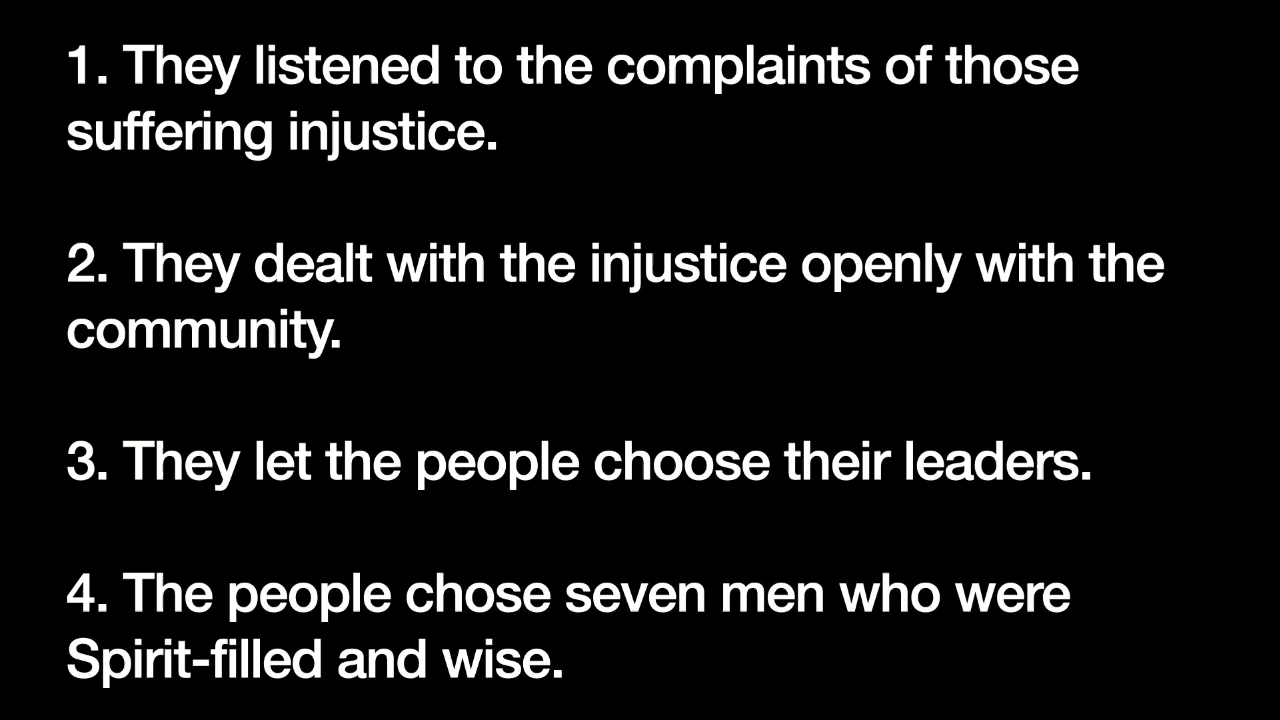 1. They listened to the complaints of those
suffering injustice.
2. They dealt with the injustice openly with the
community.
3. They let the people choose their leaders.
4. The people chose seven men who were
Spirit-filled and wise.